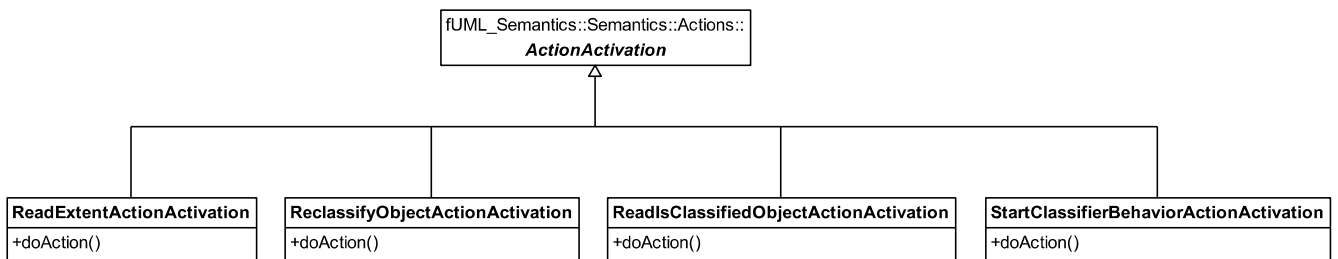 fUML_Semantics::Semantics::Actions::
ActionActivation
ReadExtentActionActivation
+doAction()
ReclassifyObjectActionActivation
+doAction()
ReadIsClassifiedObjectActionActivation
+doAction()
StartClassifierBehaviorActionActivation
+doAction()